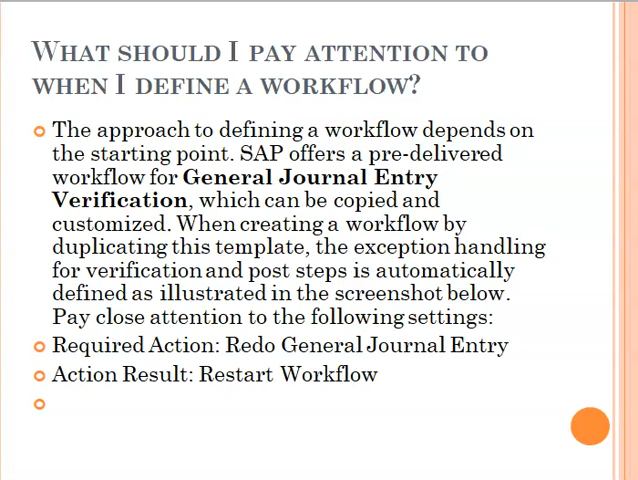 WHAT SHOULD I PAY ATTENTION TO
WHEN I DEFINE A WORKFLOW?
The approach to defining a workflow depends on
the starting point. SAP offers a pre-delivered
workflow for General Journal Entry
Verification, which can be copied and
customized. When creating a workflow by
duplicating this template, the exception handling
for verification and post steps is automatically
defined as illustrated in the screenshot below.
Pay close attention to the following settings:
Required Action: Redo General Journal Entry
Action Result: Restart Workflow